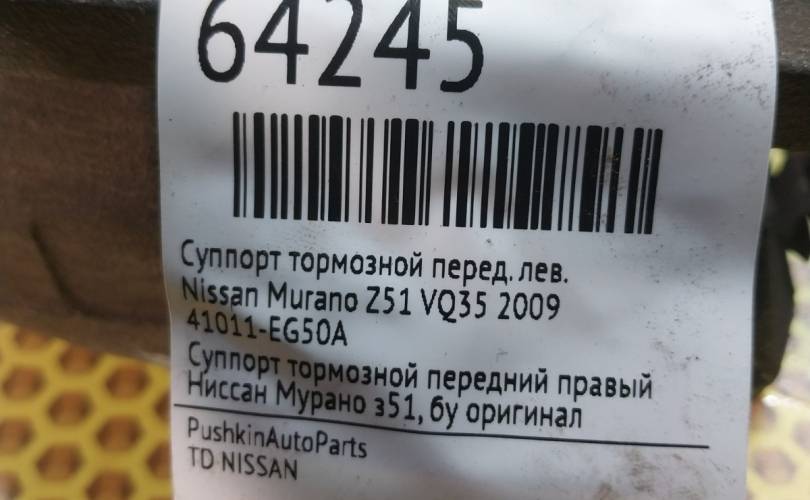 64245
Суппорт тормозной перед. лев.
Nissan Murano Z51 VQ35 2009
41011-EG50A
Суппорт тормозной передний правый
Ниссан Мурано з51, бу оригинал
PushkinAutoParts
TD NISSAN